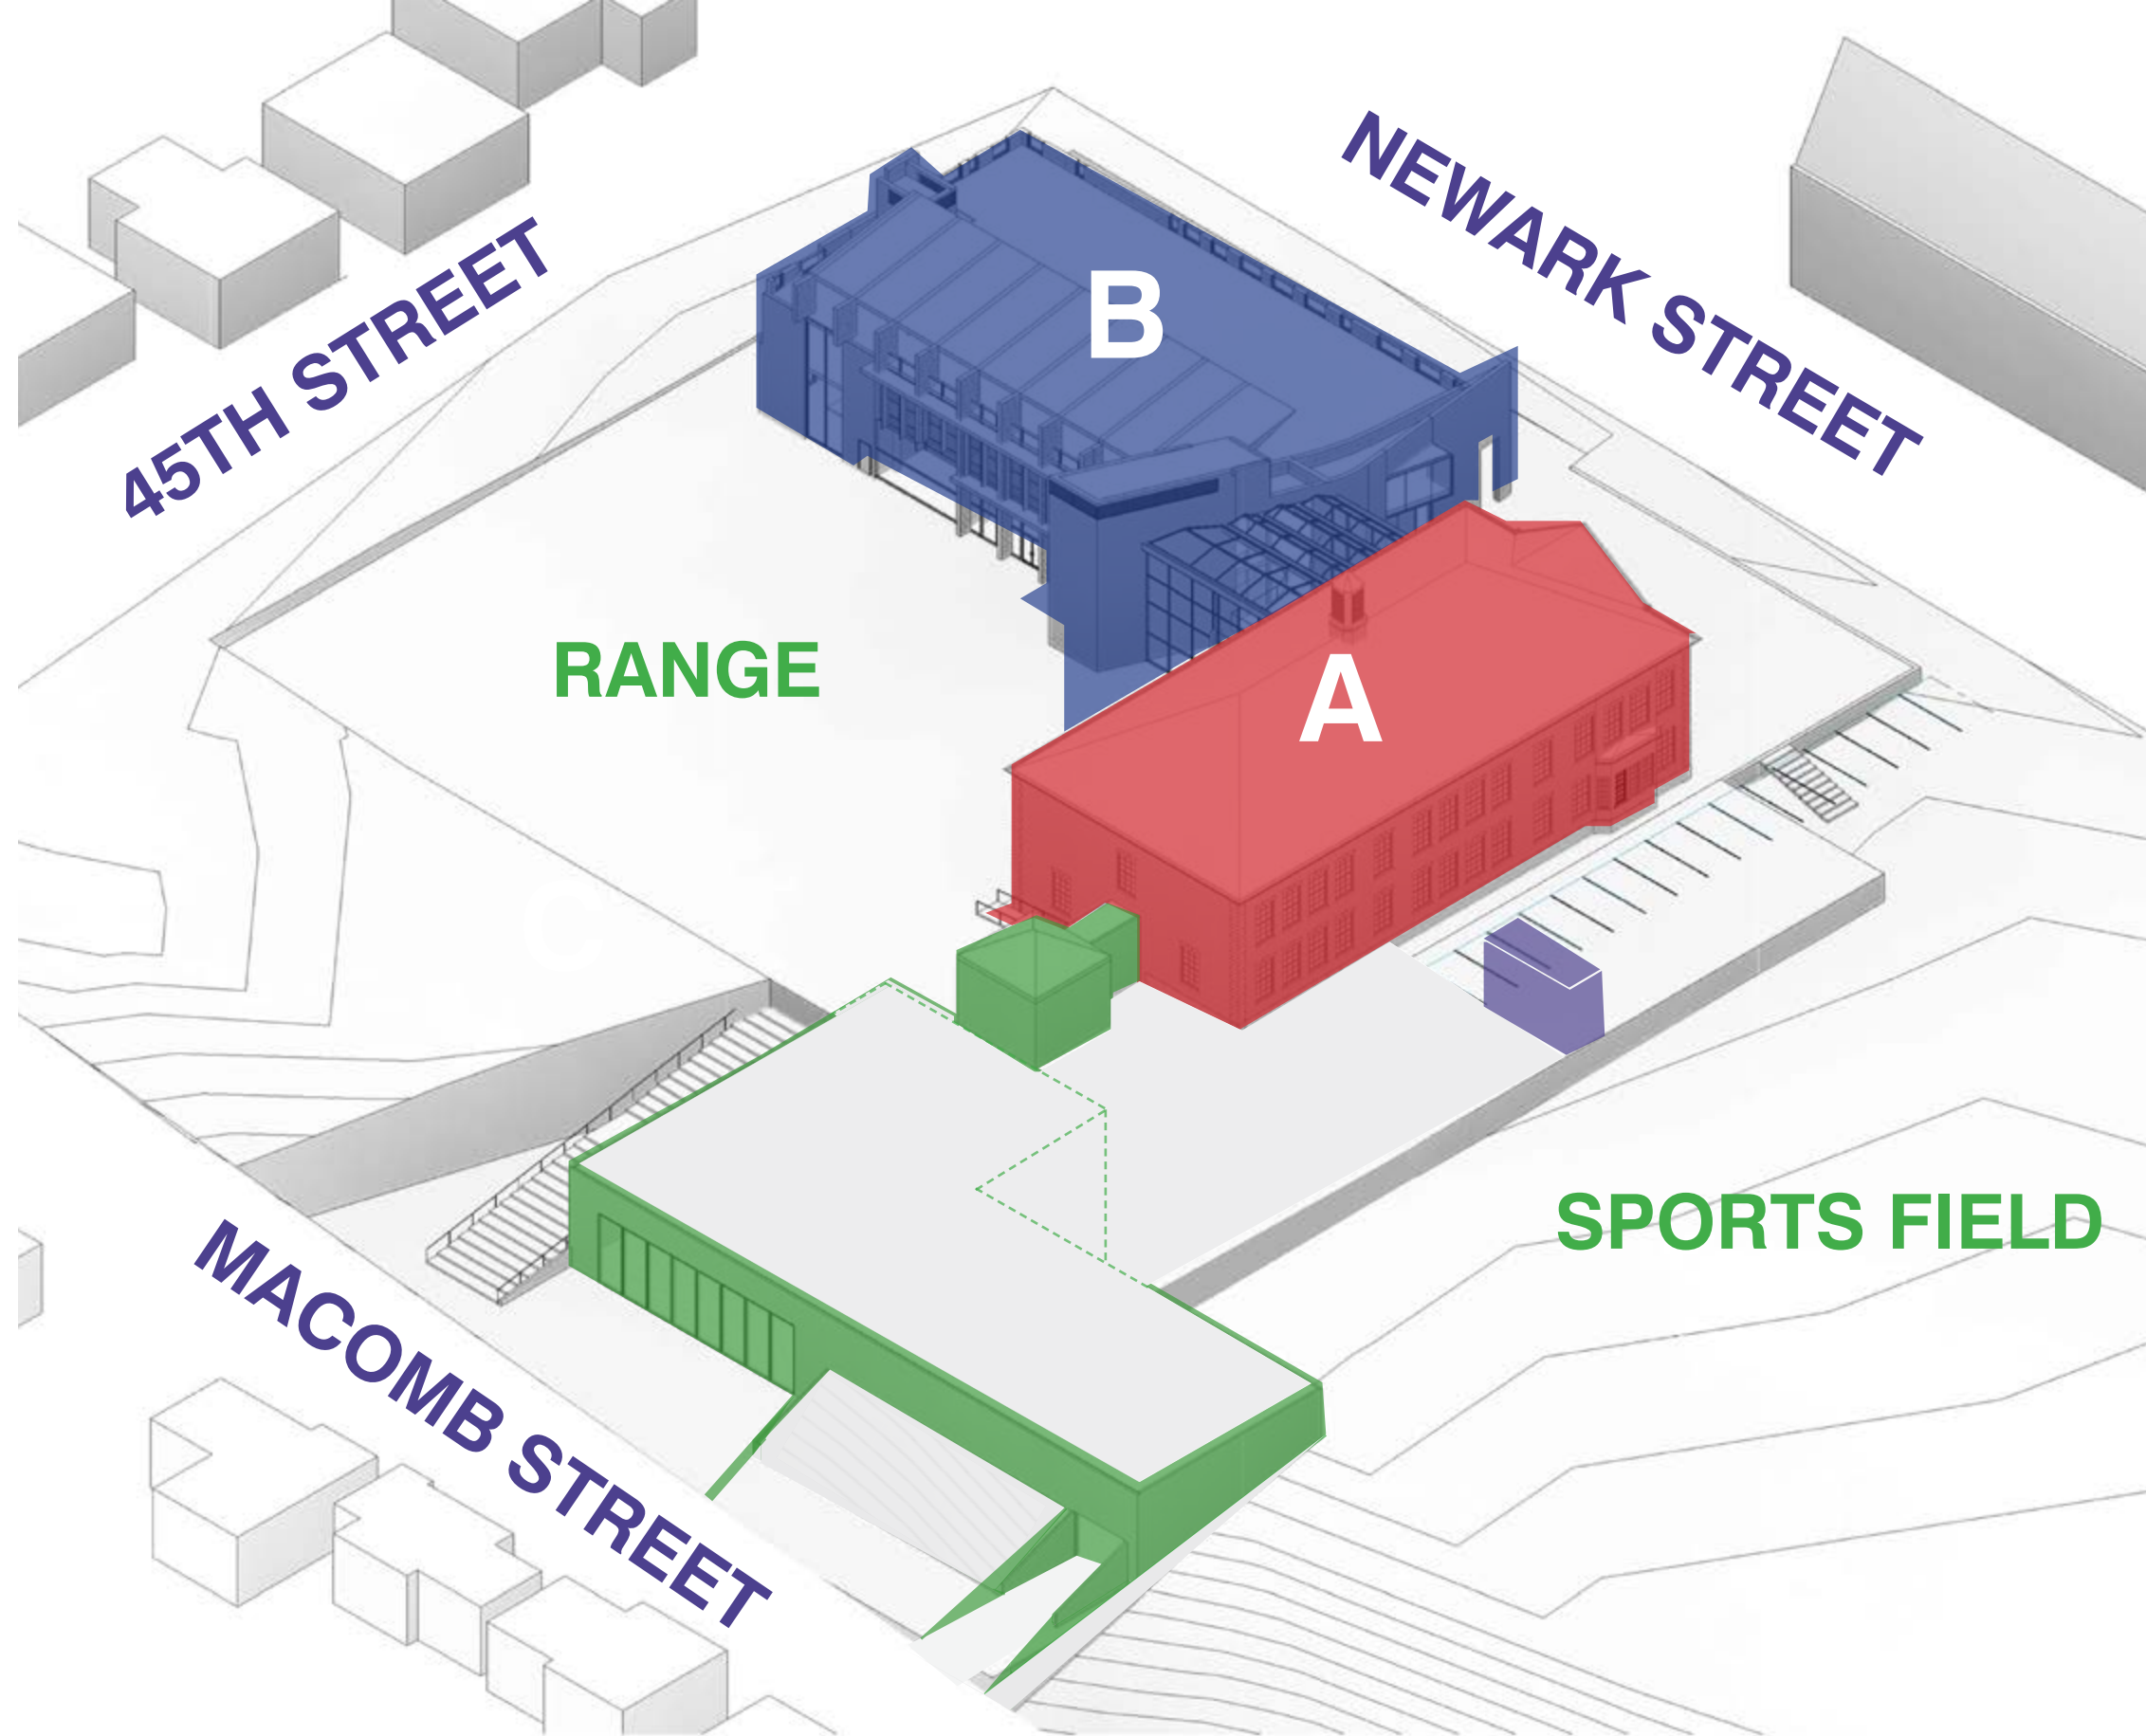 NEWARK STREET
45TH STREET
B
RANGE
A
C
SPORTS FIELD
MACOMB STREET